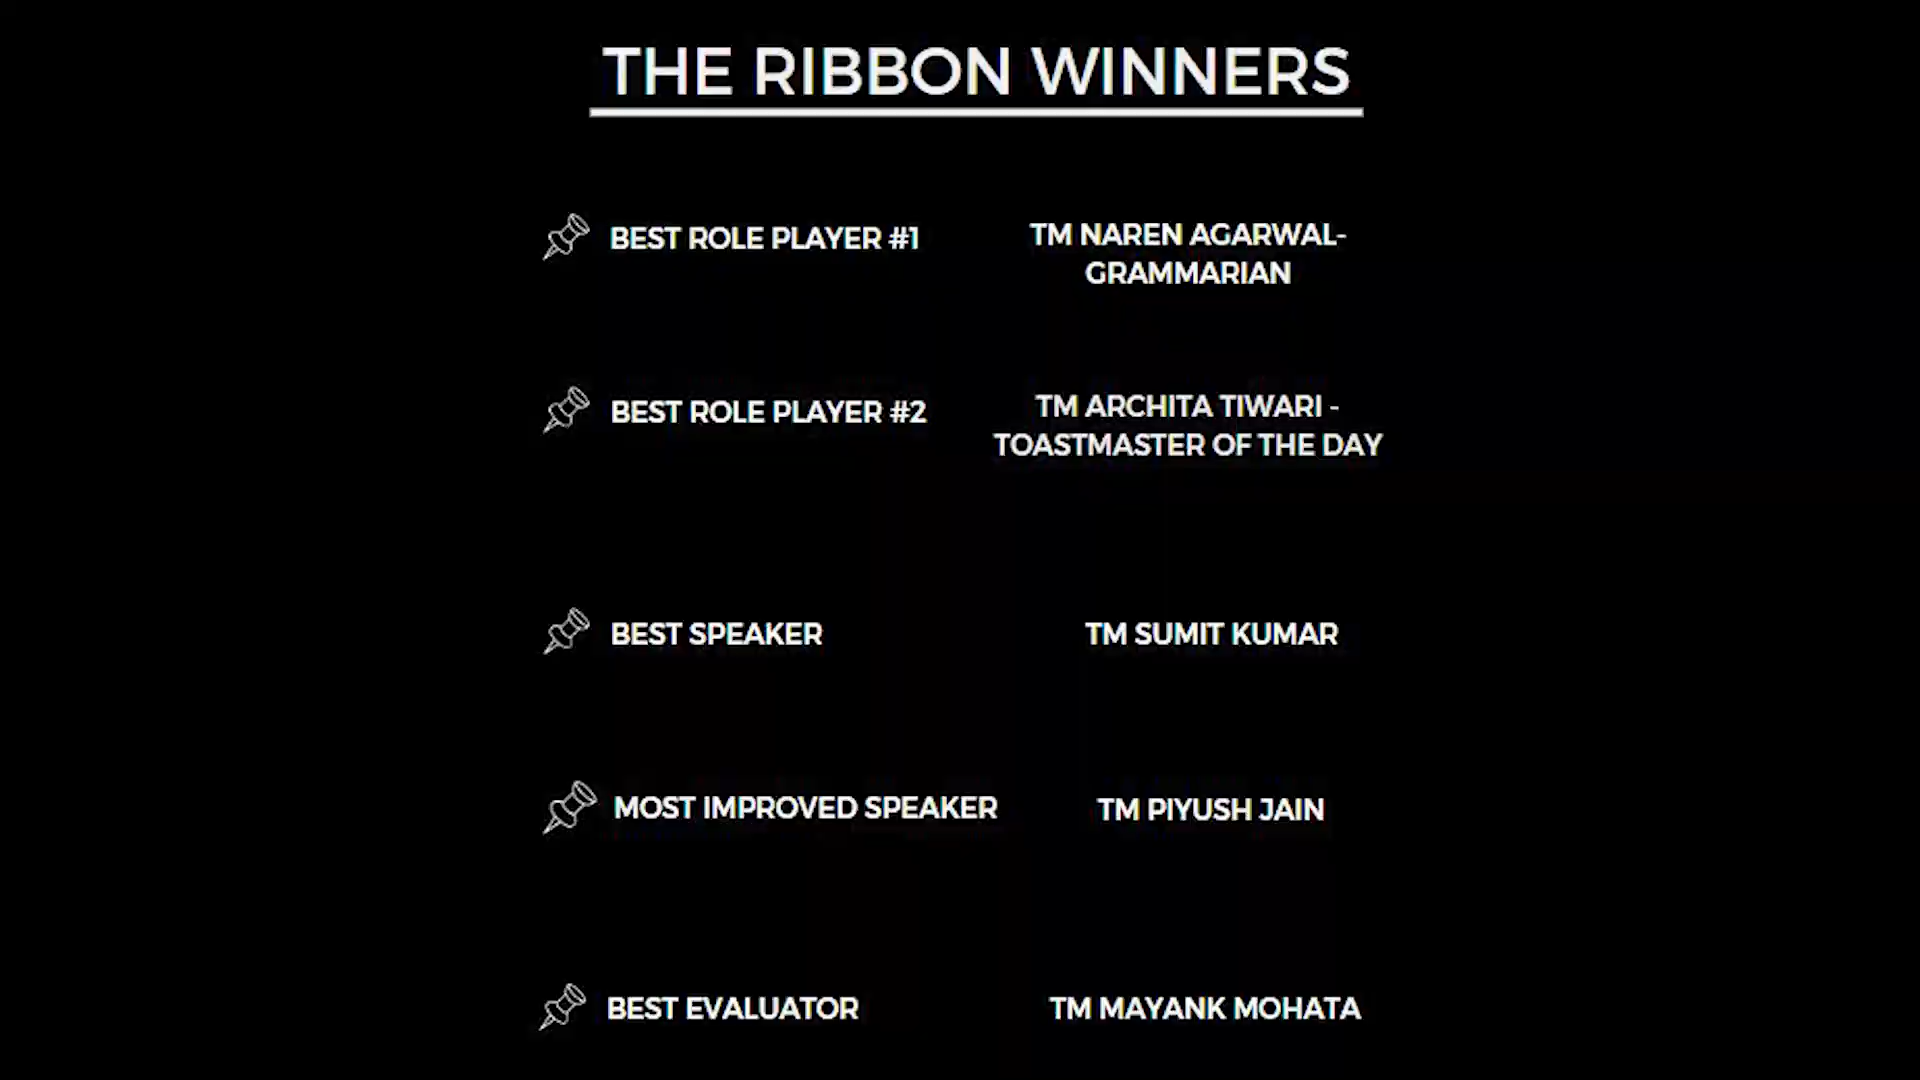 THE RIBBON WINNERS
BEST ROLE PLAYER #1
TM NAREN AGARWAL-
GRAMMARIAN
BEST ROLE PLAYER #2
TM ARCHITA TIWARI -
TOASTMASTER OF THE DAY
BEST SPEAKER
TM SUMIT KUMAR
MOST IMPROVED SPEAKER
TM PIYUSH JAIN
BEST EVALUATOR
TM MAYANK MOHATA